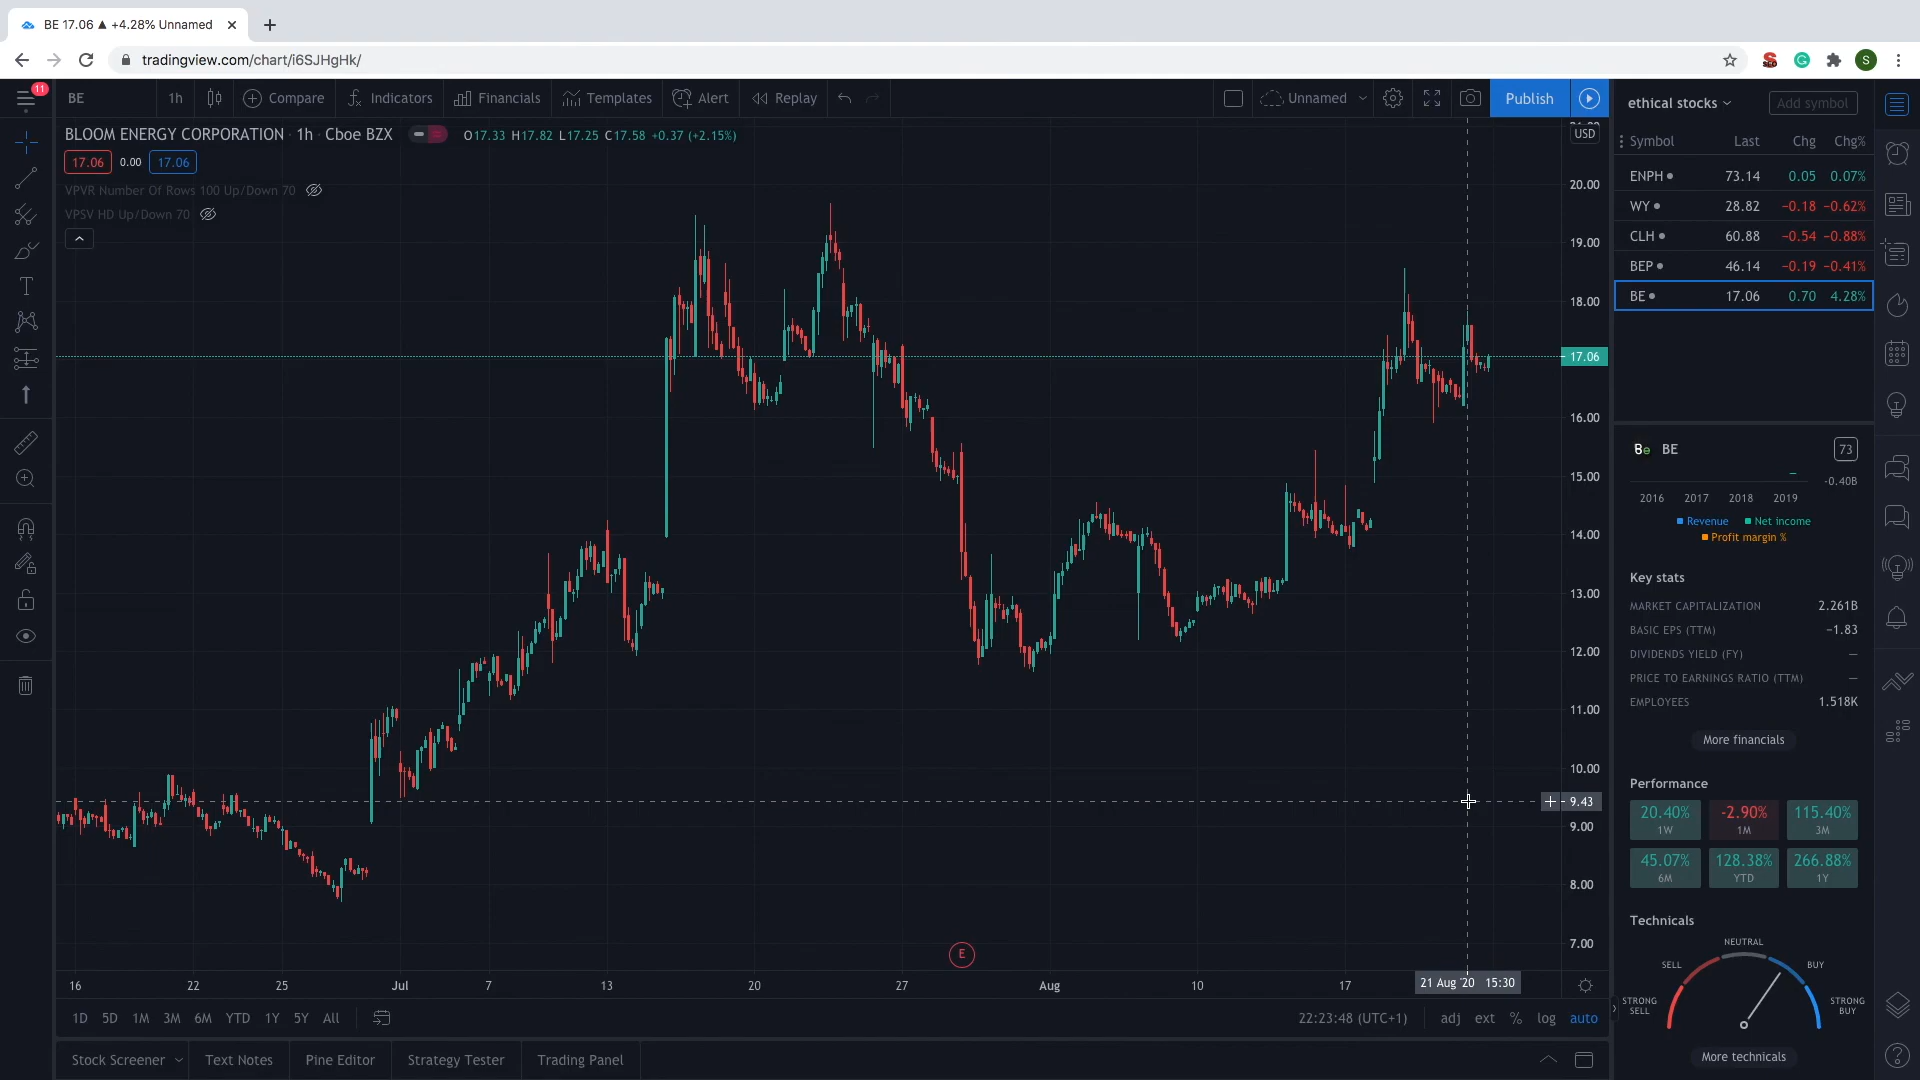 BE 17.06 ▲ +4.28% Unnamed
tradingview.com/chart/i6SJHgHk/
S
11
BE 1h Compare Indicators Financials Templates Alert Replay Unnamed Publish
BLOOM ENERGY CORPORATION · 1h · Cboe BZX O17.33 H17.82 L17.25 C17.58 +0.37 (+2.15%)
17.06 0.00 17.06
VPVR Number Of Rows 100 Up/Down 70
VPSV HD Up/Down 70
USD
20.00
19.00
18.00
17.06
16.00
15.00
14.00
13.00
12.00
11.00
10.00
9.43
9.00
8.00
7.00
E
16 22 25 Jul 7 13 20 27 Aug 10 17 21 Aug '20 15:30
1D 5D 1M 3M 6M YTD 1Y 5Y All 22:23:48 (UTC+1) adj ext % log auto
Stock Screener Text Notes Pine Editor Strategy Tester Trading Panel
ethical stocks Add symbol
Symbol Last Chg Chg%
ENPH 73.14 0.05 0.07%
WY 28.82 −0.18 −0.62%
CLH 60.88 −0.54 −0.88%
BEP 46.14 −0.19 −0.41%
BE 17.06 0.70 4.28%
Be BE 73
-0.40B
2016 2017 2018 2019
Revenue Net income
Profit margin %
Key stats
MARKET CAPITALIZATION 2.261B
BASIC EPS (TTM) −1.83
DIVIDENDS YIELD (FY) —
PRICE TO EARNINGS RATIO (TTM) —
EMPLOYEES 1.518K
More financials
Performance
20.40% -2.90% 115.40%
1W 1M 3M
45.07% 128.38% 266.88%
6M YTD 1Y
Technicals
NEUTRAL
SELL BUY
STRONG SELL STRONG BUY
More technicals